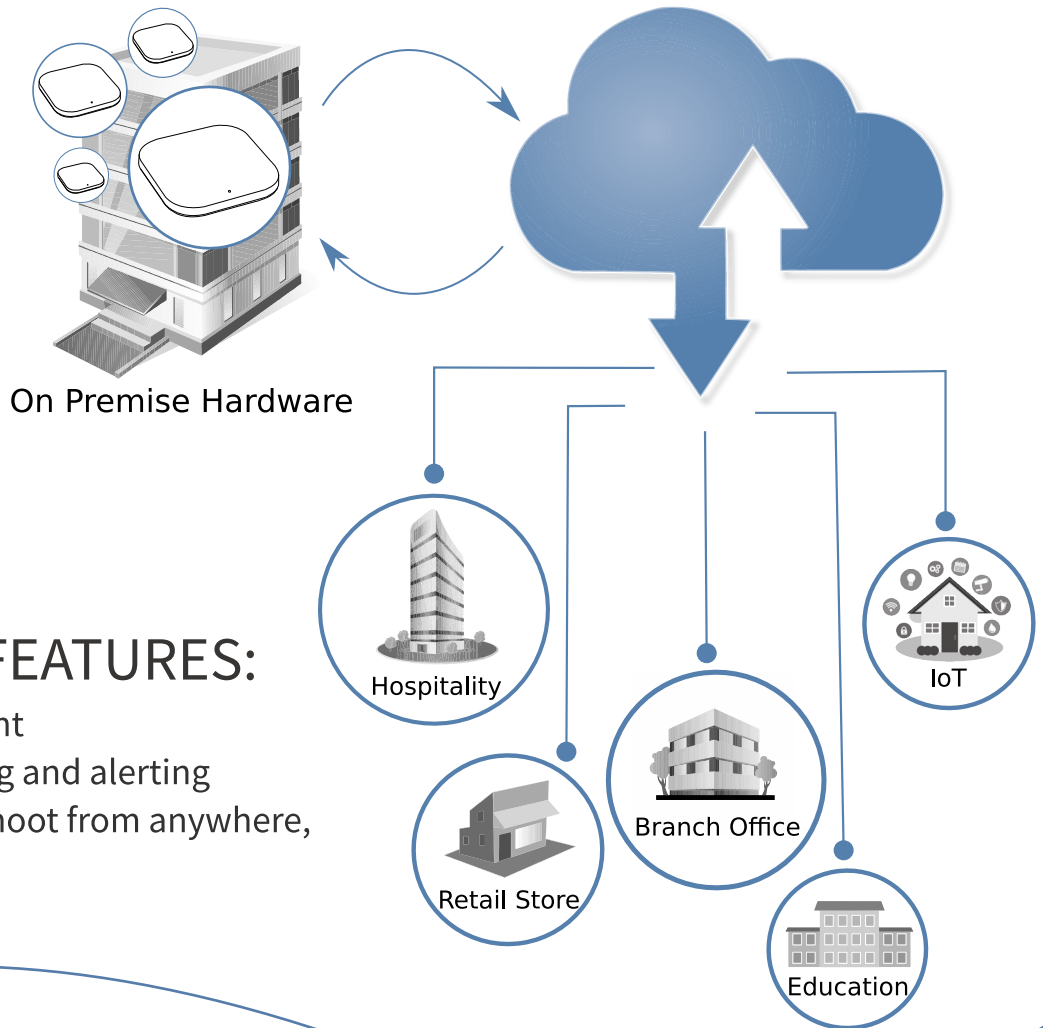 On Premise Hardware
FEATURES:
nt
g and alerting
hoot from anywhere,
Hospitality
IoT
Branch Office
Retail Store
Education